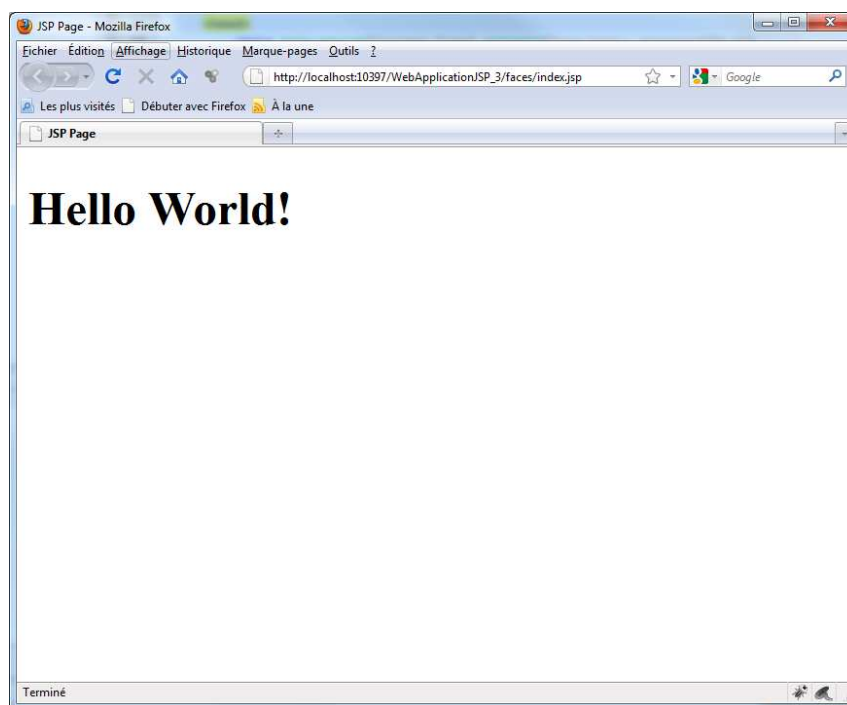 JSP Page - Mozilla Firefox
Fichier Édition Affichage Historique Marque-pages Outils ?
http://localhost:10397/WebApplicationJSP_3/faces/index.jsp Google
Les plus visités Débuter avec Firefox À la une
JSP Page
Hello World!
Terminé